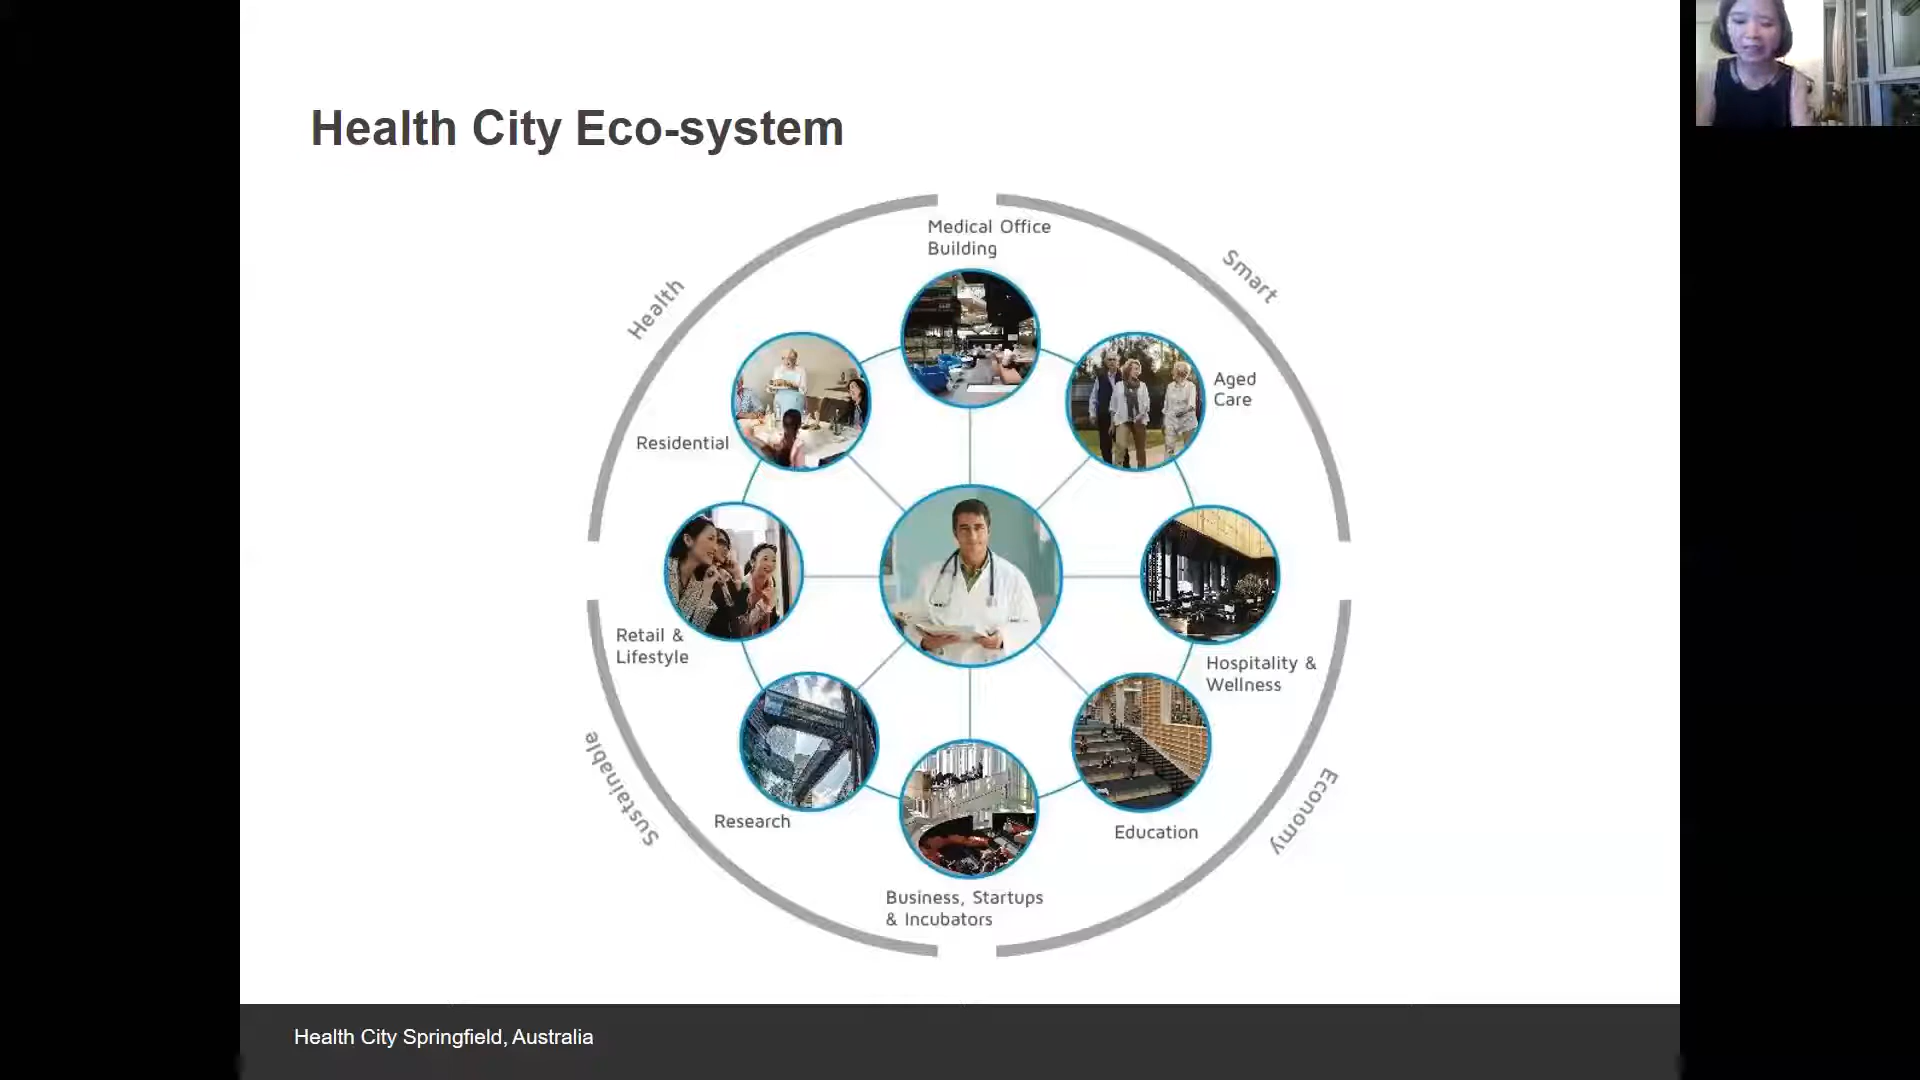 Health City Eco-system
Medical Office
Building
Smart
Health
Aged
Care
Residential
Retail &
Lifestyle
Hospitality &
Wellness
Sustainable
Economy
Research
Education
Business, Startups
& Incubators
Health City Springfield, Australia